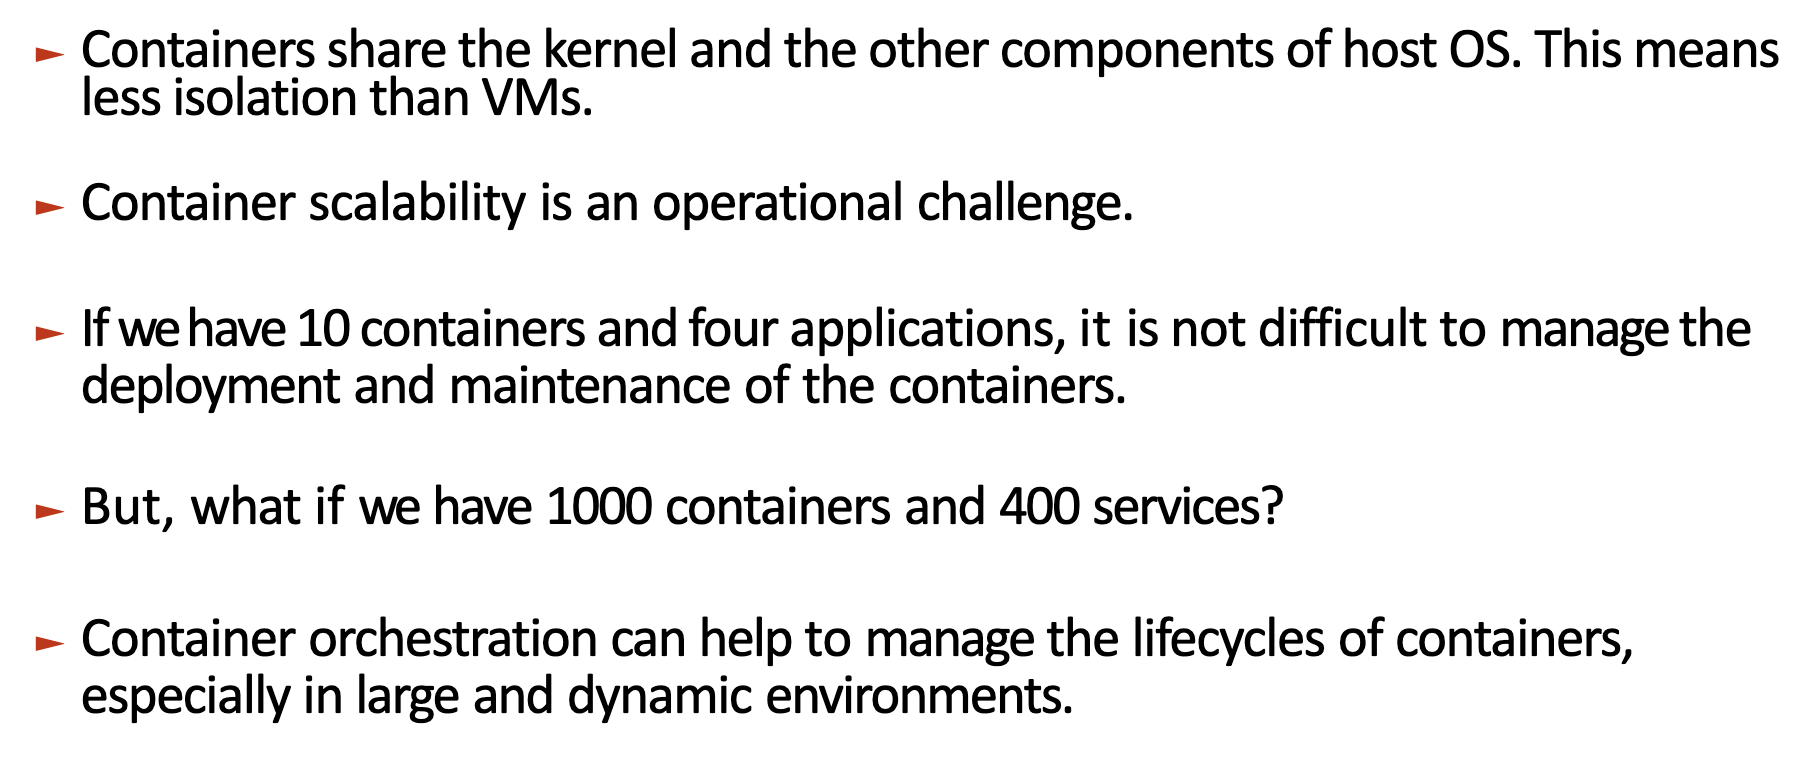 ► Containers share the kernel and the other components of host OS. This means
less isolation than VMs.
► Container scalability is an operational challenge.
► If we have 10 containers and four applications, it is not difficult to manage the
deployment and maintenance of the containers.
► But, what if we have 1000 containers and 400 services?
► Container orchestration can help to manage the lifecycles of containers,
especially in large and dynamic environments.